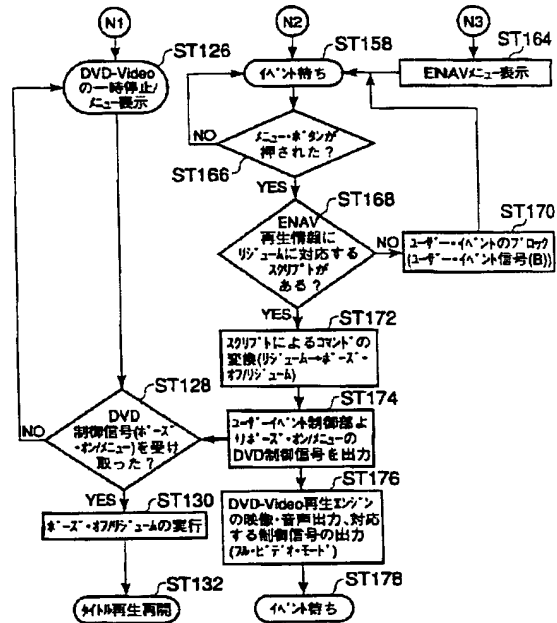 N1
N2
N3
ST126
DVD-Video
の一時停止/
メニュー表示
ST158
イベント待ち
ST164
ENAVメニュー表示
NO
メニュー・ボタンが
押された?
ST166
YES
ST168
ENAV
再生情報に
リジュームに対応する
スクリプトが
ある?
NO
ST170
ユーザー・イベントのブロック
(ユーザー・イベント信号(B))
YES
ST172
スクリプトによるコマンドの
変換(リジューム→ポーズ・
オフ/リジューム)
ST128
DVD
制御信号(ポーズ・
オン/メニュー)を受け
取った?
NO
ST174
ユーザーイベント制御部よ
りポーズ・オン/メニューの
DVD制御信号を出力
YES
ST130
ポーズ・オフ/リジュームの実行
ST176
DVD-Video再生エンジン
の映像・音声出力、対応
する制御信号の出力
(フル・ビデオ・モード)
ST132
タイトル再生再開
ST178
イベント待ち